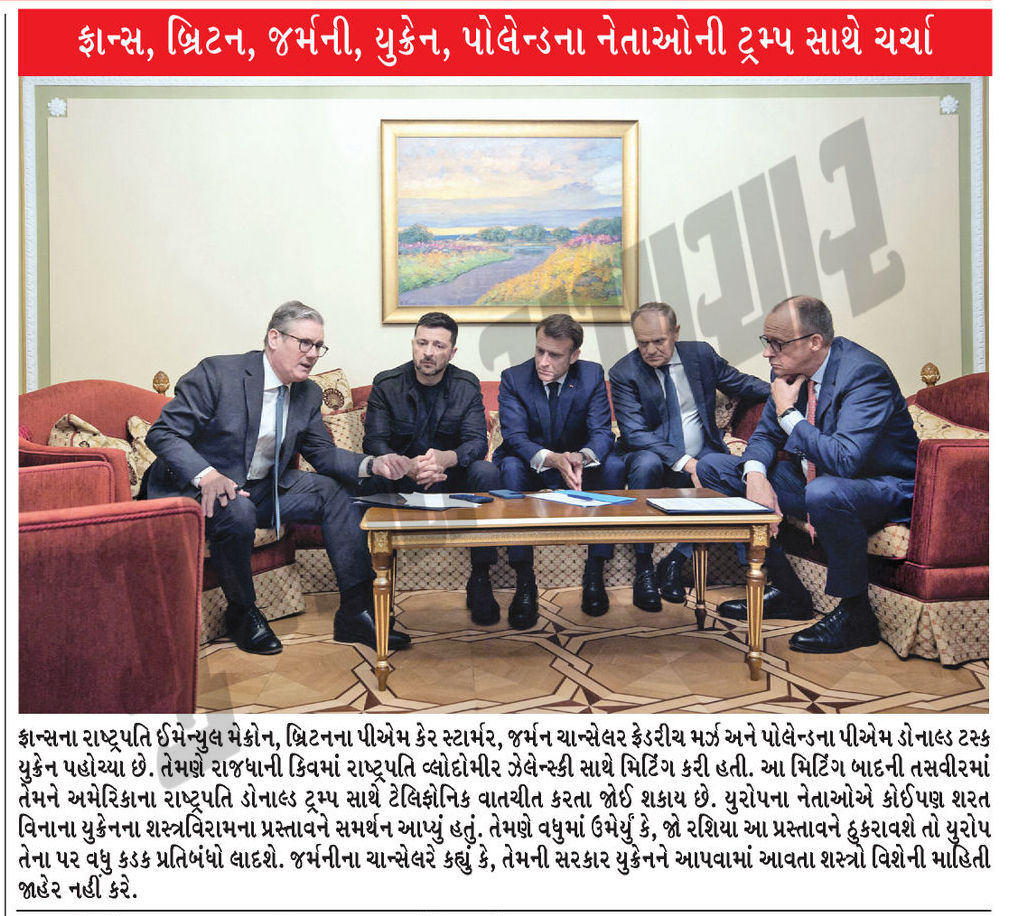 ફ્રાન્સ, બ્રિટન, જર્મની, યુક્રેન, પોલેન્ડના નેતાઓની ટ્રમ્પ સાથે ચર્ચા
ફ્રાન્સના રાષ્ટ્રપતિ ઈમેન્યુલ મેક્રોન, બ્રિટનના પીએમ કેર સ્ટાર્મર, જર્મન ચાન્સેલર ફ્રેડરીચ મર્ઝ અને પોલેન્ડના પીએમ ડોનાલ્ડ ટસ્ક
યુક્રેન પહોચ્યા છે. તેમણે રાજધાની કિવમાં રાષ્ટ્રપતિ વ્લોદોમીર ઝેલેન્સ્કી સાથે મિટિંગ કરી હતી. આ મિટિંગ બાદની તસવીરમાં
તેમને અમેરિકાના રાષ્ટ્રપતિ ડોનાલ્ડ ટ્રમ્પ સાથે ટેલિફોનિક વાતચીત કરતા જોઈ શકાય છે. યુરોપના નેતાઓએ કોઈપણ શરત
વિનાના યુક્રેનના શસ્ત્રવિરામના પ્રસ્તાવને સમર્થન આપ્યું હતું. તેમણે વધુમાં ઉમેર્યું કે, જો રશિયા આ પ્રસ્તાવને ઠુકરાવશે તો યુરોપ
તેના પર વધુ કડક પ્રતિબંધો લાદશે. જર્મનીના ચાન્સેલરે કહ્યું કે, તેમની સરકાર યુક્રેનને આપવામાં આવતા શસ્ત્રો વિશેની માહિતી
જાહેર નહીં કરે.